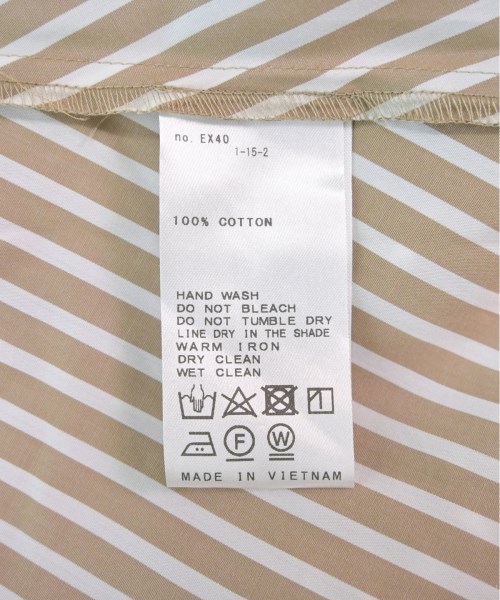 no. EX40
1-15-2
100% COTTON
HAND WASH
DO NOT BLEACH
DO NOT TUMBLE DRY
LINE DRY IN THE SHADE
WARM IRON
DRY CLEAN
WET CLEAN
F W
MADE IN VIETNAM